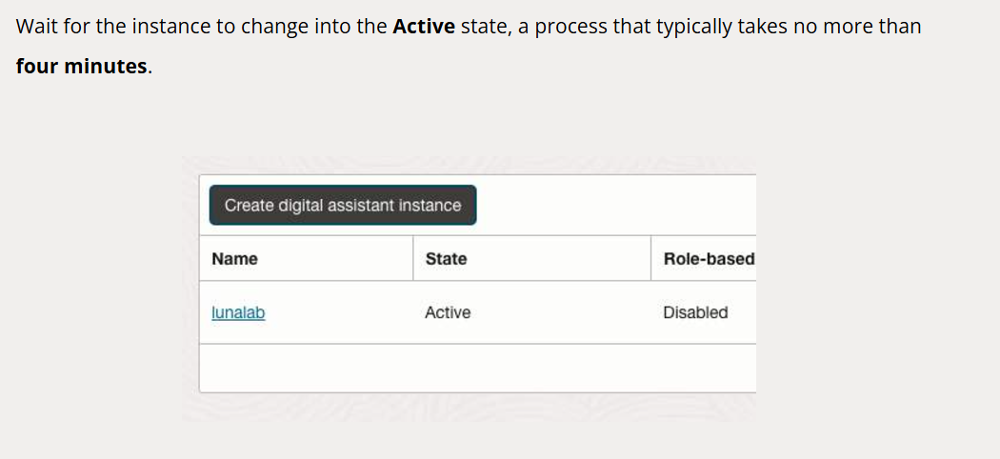 Wait for the instance to change into the Active state, a process that typically takes no more than
four minutes.
Create digital assistant instance
Name State Role-based
lunalab Active Disabled